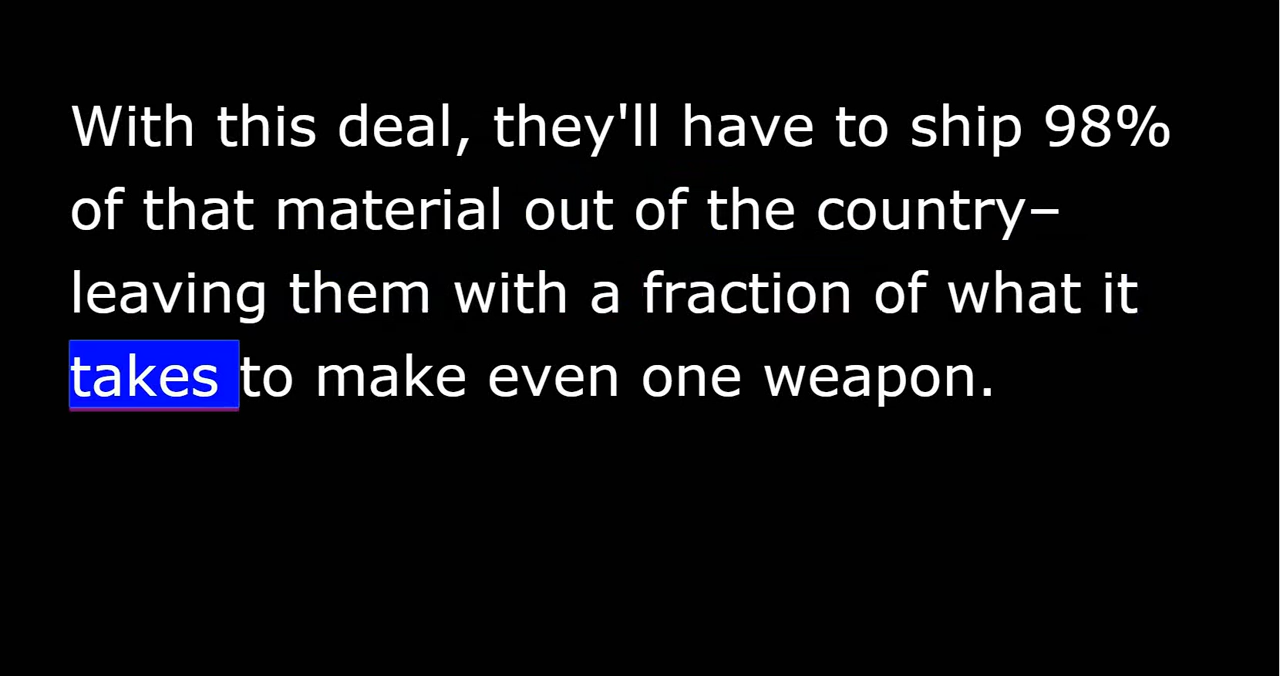 With this deal, they'll have to ship 98%
of that material out of the country–
leaving them with a fraction of what it
takes to make even one weapon.